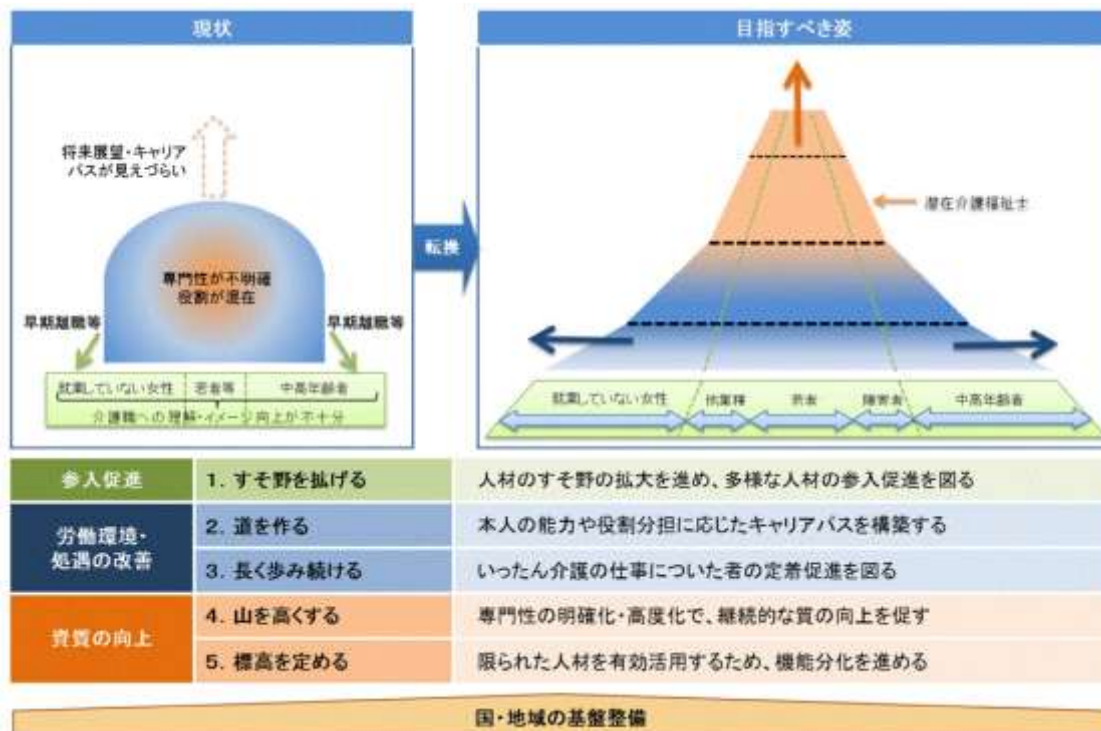 現状
将来展望・キャリア
パスが見えづらい
専門性が不明確
役割が混在
早期離職等
早期離職等
就業していない女性
若者等
中高年齢者
介護職への理解・イメージ向上が不十分
転換
目指すべき姿
潜在介護福祉士
就業していない女性
他業種
若者
障害者
中高年齢者
参入促進
1. すそ野を拡げる
人材のすそ野の拡大を進め、多様な人材の参入促進を図る
労働環境・
処遇の改善
2. 道を作る
本人の能力や役割分担に応じたキャリアパスを構築する
3. 長く歩み続ける
いったん介護の仕事についた者の定着促進を図る
資質の向上
4. 山を高くする
専門性の明確化・高度化で、継続的な質の向上を促す
5. 標高を定める
限られた人材を有効活用するため、機能分化を進める
国・地域の基盤整備